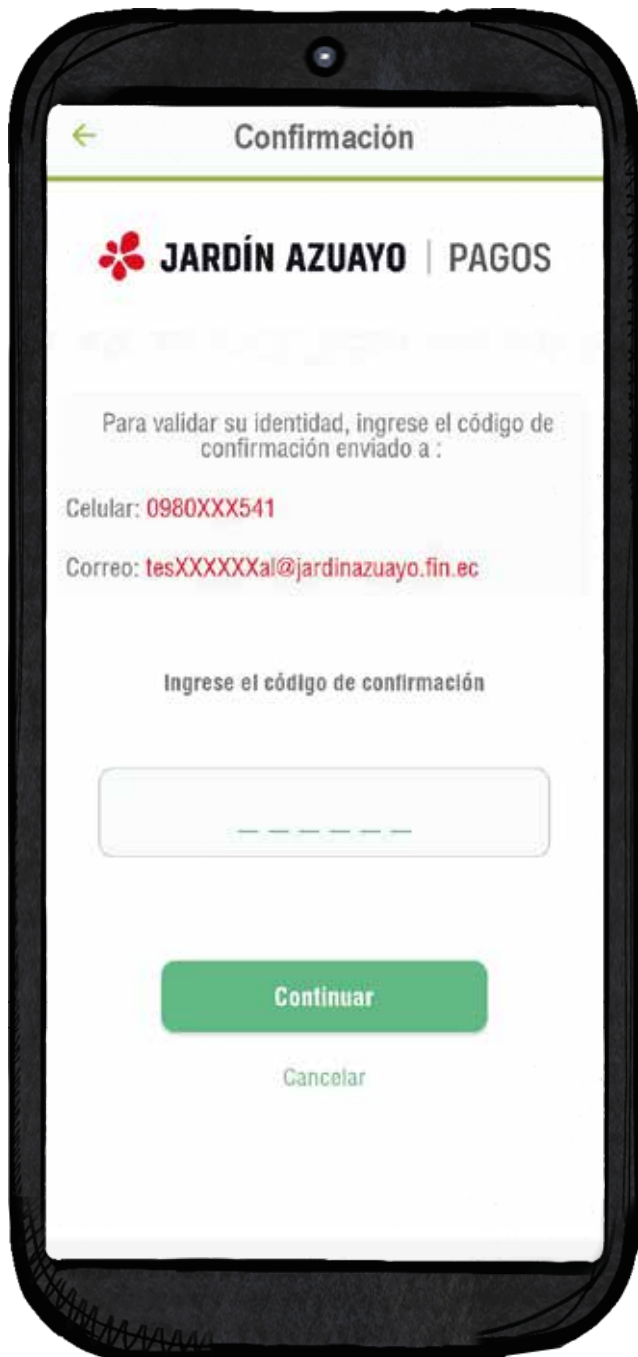 Confirmación
JARDÍN AZUAYO | PAGOS
Para validar su identidad, ingrese el código de
confirmación enviado a :
Celular: 0980XXX541
Correo: tesXXXXXXal@jardinazuayo.fin.ec
Ingrese el código de confirmación
Continuar
Cancelar